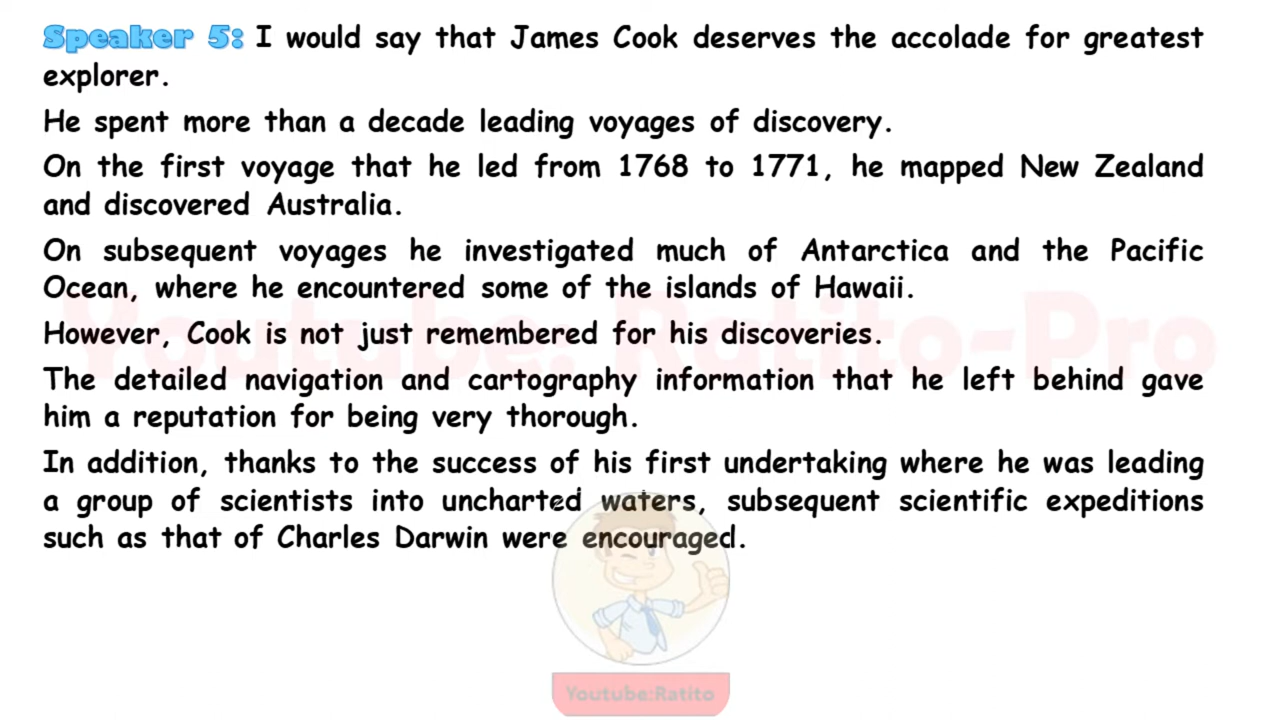 Speaker 5: I would say that James Cook deserves the accolade for greatest
explorer.
He spent more than a decade leading voyages of discovery.
On the first voyage that he led from 1768 to 1771, he mapped New Zealand
and discovered Australia.
On subsequent voyages he investigated much of Antarctica and the Pacific
Ocean, where he encountered some of the islands of Hawaii.
However, Cook is not just remembered for his discoveries.
Youtube: Ratito-Pro
The detailed navigation and cartography information that he left behind gave
him a reputation for being very thorough.
In addition, thanks to the success of his first undertaking where he was leading
a group of scientists into uncharted waters, subsequent scientific expeditions
such as that of Charles Darwin were encouraged.
Youtube:Ratito